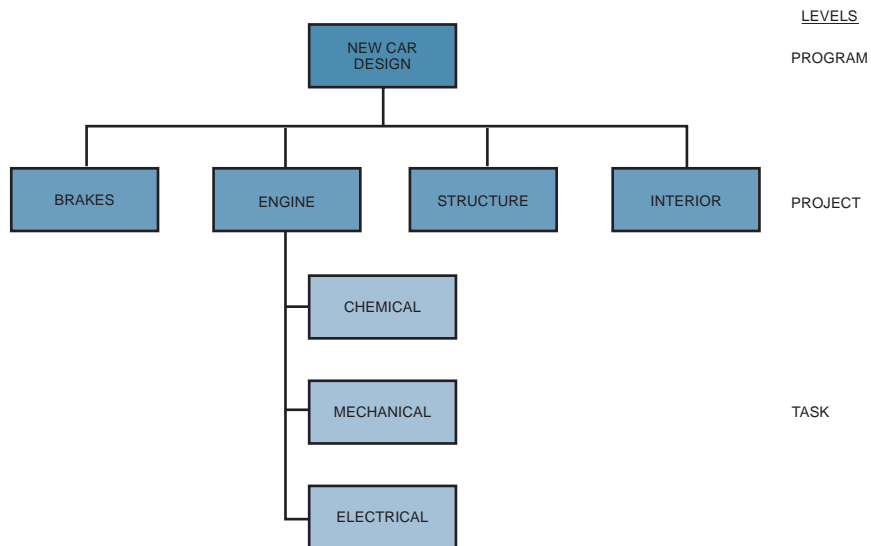 LEVELS
NEW CAR
DESIGN
PROGRAM
BRAKES
ENGINE
STRUCTURE
INTERIOR
PROJECT
CHEMICAL
MECHANICAL
TASK
ELECTRICAL